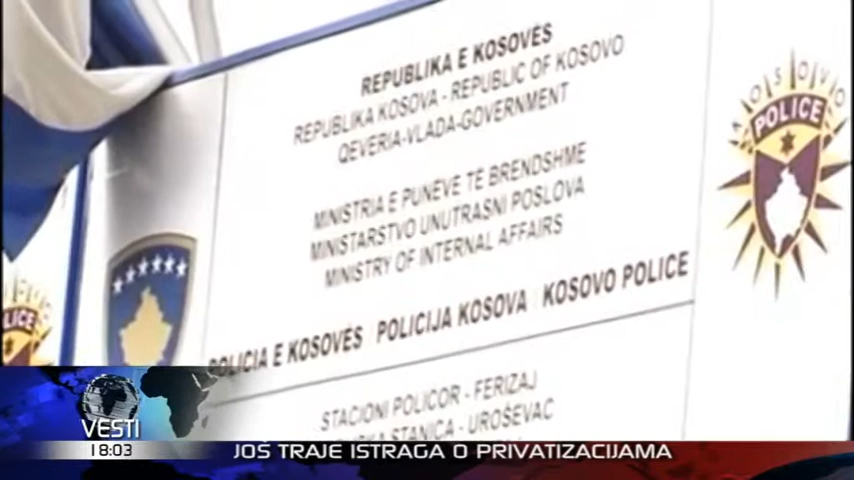 REPUBLIKA E KOSOVËS
REPUBLIKA KOSOVA - REPUBLIC OF KOSOVO
QEVERIA-VLADA-GOVERNMENT
MINISTRIA E PUNËVE TË BRENDSHME
MINISTARSTVO UNUTRASNI POSLOVA
MINISTRY OF INTERNAL AFFAIRS
POLICIA E KOSOVËS | POLICIJA KOSOVA | KOSOVO POLICE
STACIONI POLICOR - FERIZAJ
STANICA - UROŠEVAC
KOSOVO
POLICE
VESTI
18:03
JOŠ TRAJE ISTRAGA O PRIVATIZACIJAMA